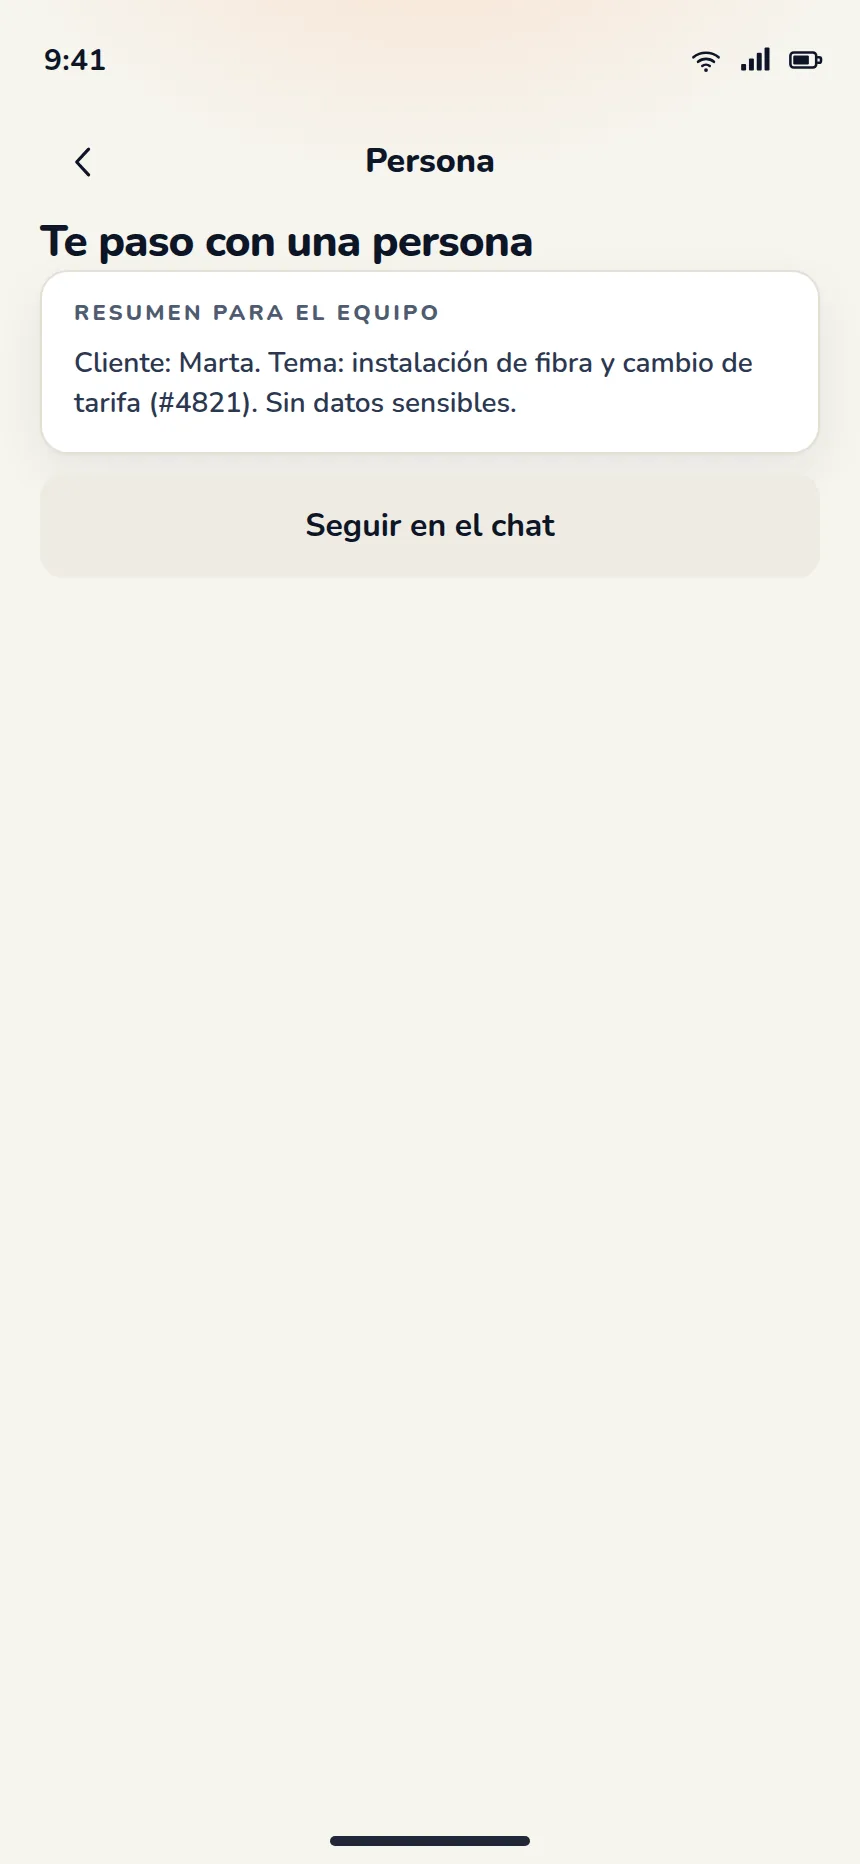 9:41
Persona
Te paso con una persona
RESUMEN PARA EL EQUIPO
Cliente: Marta. Tema: instalación de fibra y cambio de
tarifa (#4821). Sin datos sensibles.
Seguir en el chat